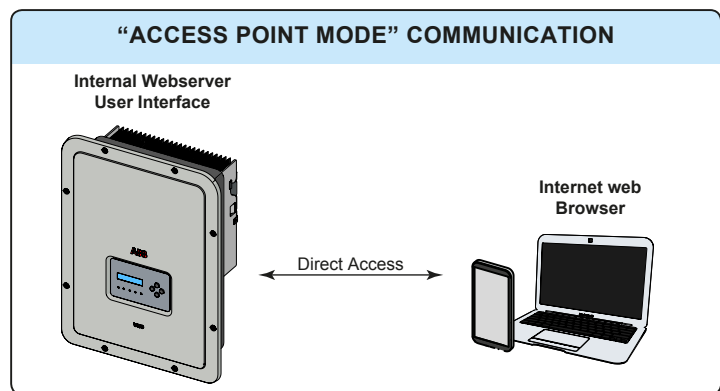 “ACCESS POINT MODE” COMMUNICATION
Internal Webserver
User Interface
Internet web
Browser
Direct Access
ABB